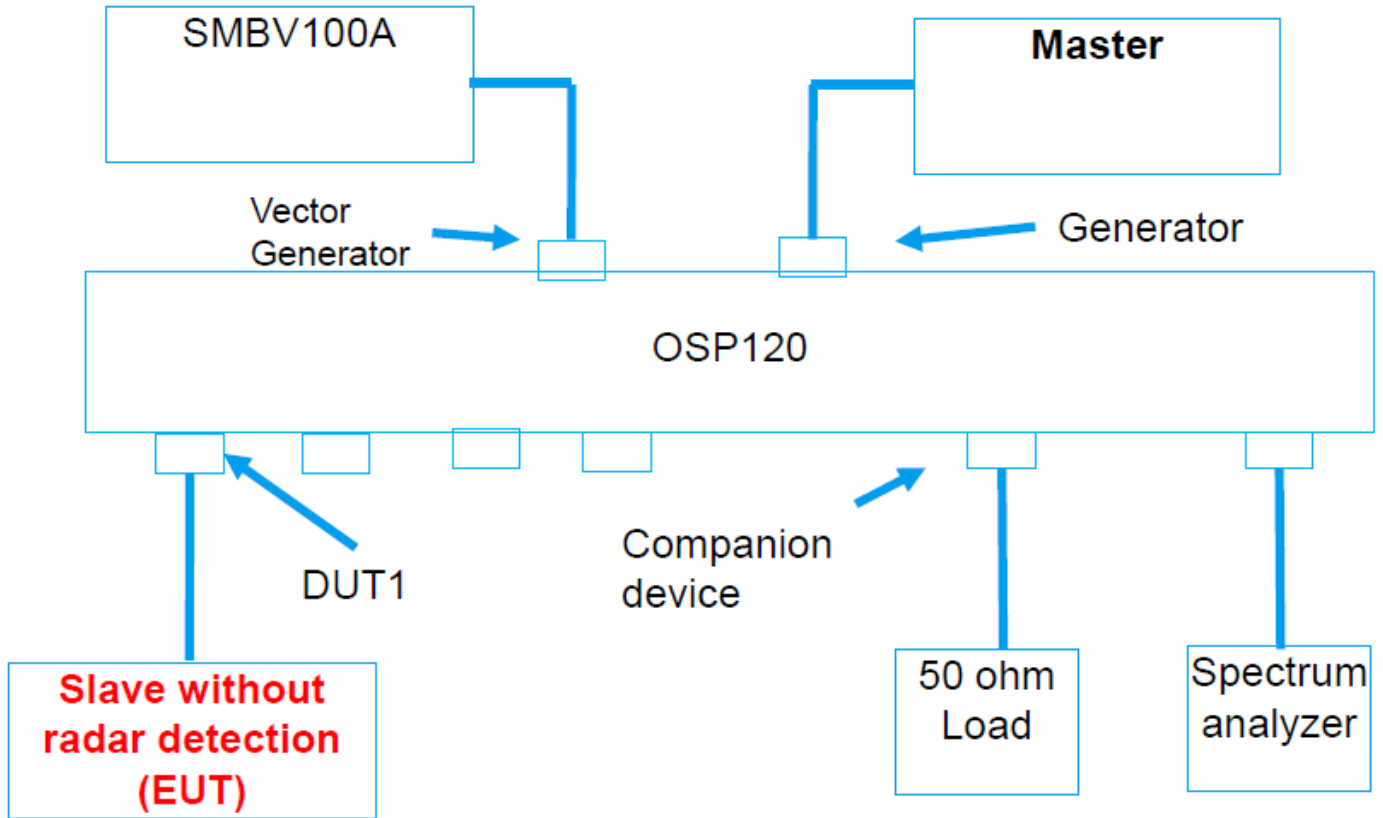 SMBV100A
Master
Vector
Generator
Generator
OSP120
DUT1
Companion
device
Slave without
radar detection
(EUT)
50 ohm
Load
Spectrum
analyzer